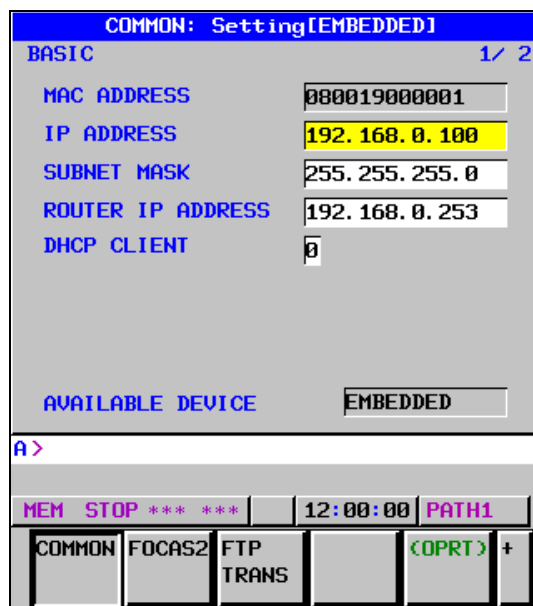 COMMON: Setting[EMBEDDED]
BASIC 1/ 2
MAC ADDRESS 080019000001
IP ADDRESS 192.168.0.100
SUBNET MASK 255.255.255.0
ROUTER IP ADDRESS 192.168.0.253
DHCP CLIENT 0
AVAILABLE DEVICE EMBEDDED
A>
MEM STOP *** *** 12:00:00 PATH1
COMMON FOCAS2 FTP TRANS (OPRT) +